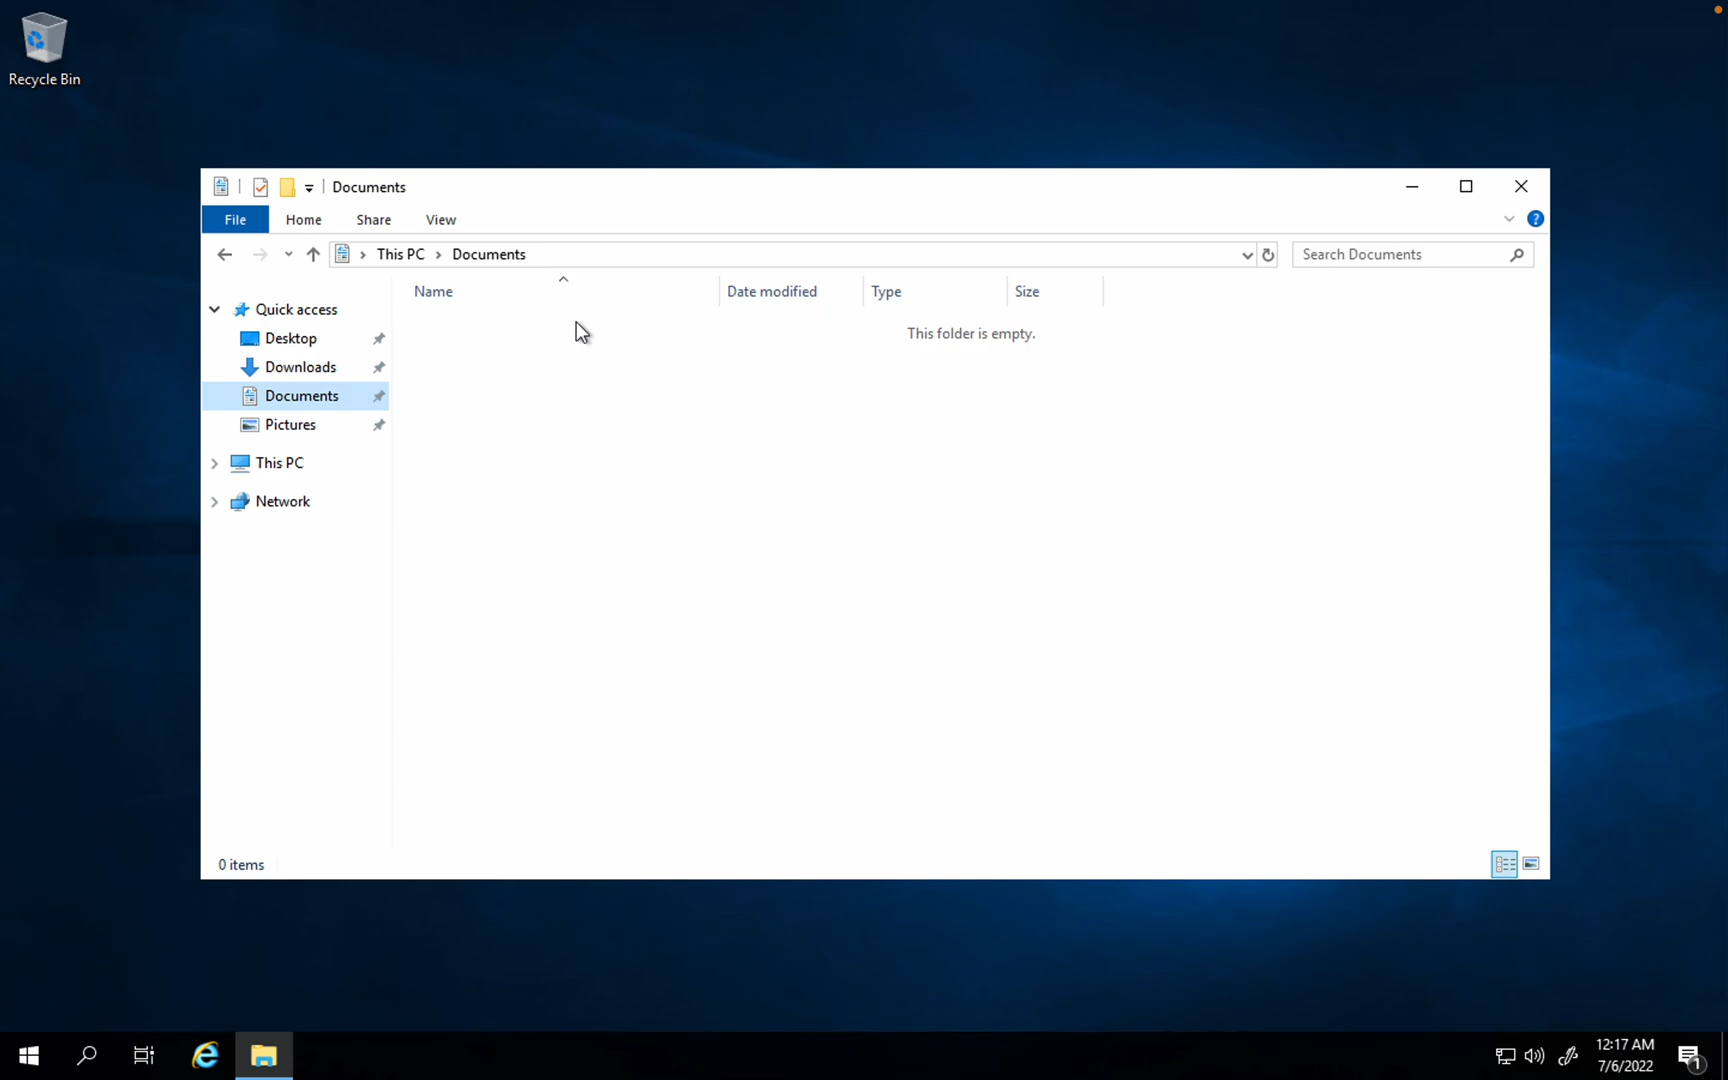 Recycle Bin
Documents
File Home Share View
This PC Documents
Search Documents
Name Date modified Type Size
This folder is empty.
Quick access
Desktop
Downloads
Documents
Pictures
This PC
Network
0 items
12:17 AM
7/6/2022
1